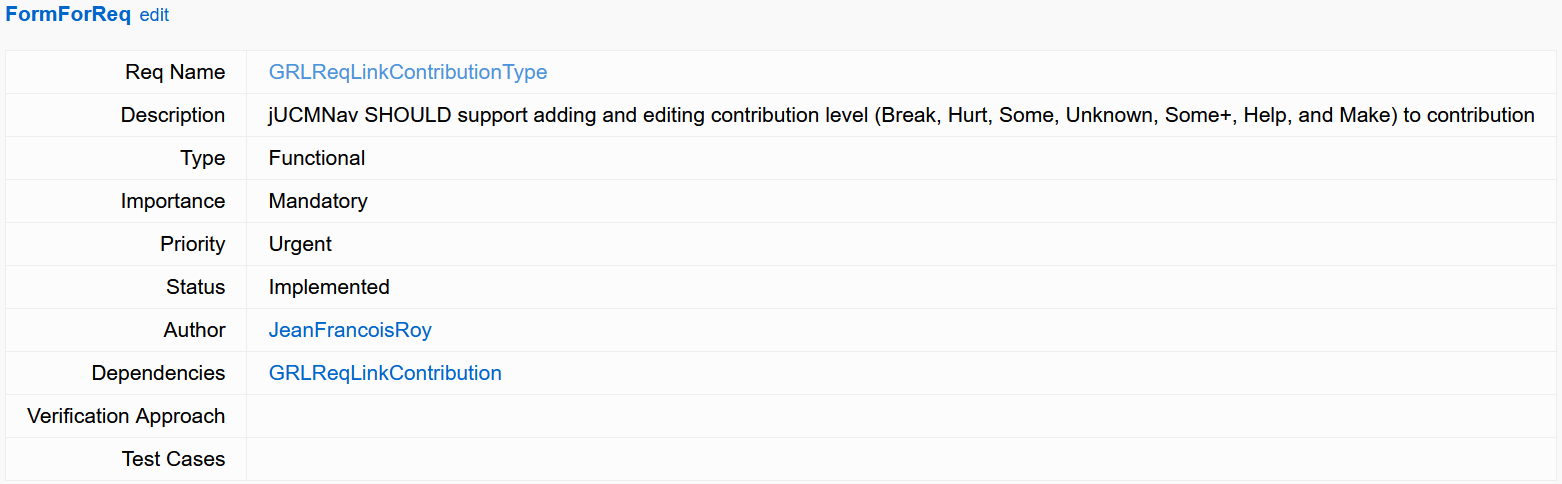 FormForReq edit
Req Name GRLReqLinkContributionType
Description jUCMNav SHOULD support adding and editing contribution level (Break, Hurt, Some, Unknown, Some+, Help, and Make) to contribution
Type Functional
Importance Mandatory
Priority Urgent
Status Implemented
Author JeanFrancoisRoy
Dependencies GRLReqLinkContribution
Verification Approach
Test Cases